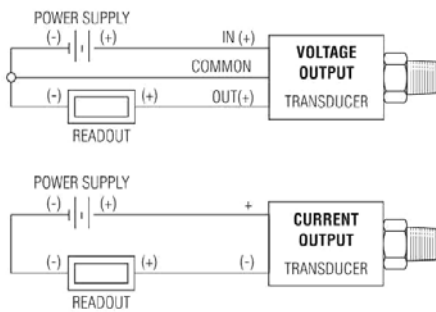 POWER SUPPLY
(-) (+) IN (+)
COMMON
(-) (+) OUT(+)
READOUT
VOLTAGE
OUTPUT
TRANSDUCER
POWER SUPPLY
(-) (+) +
(-) (+) (-)
READOUT
CURRENT
OUTPUT
TRANSDUCER